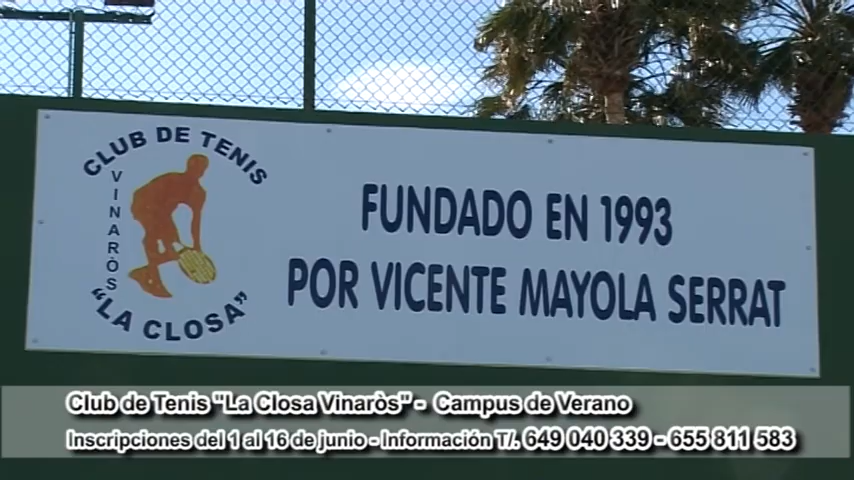 CLUB DE TENIS
VINARÒS
"LA CLOSA"
FUNDADO EN 1993
POR VICENTE MAYOLA SERRAT
Club de Tenis "La Closa Vinaròs" - Campus de Verano
Inscripciones del 1 al 16 de junio - Información T/. 649 040 339 - 655 811 583